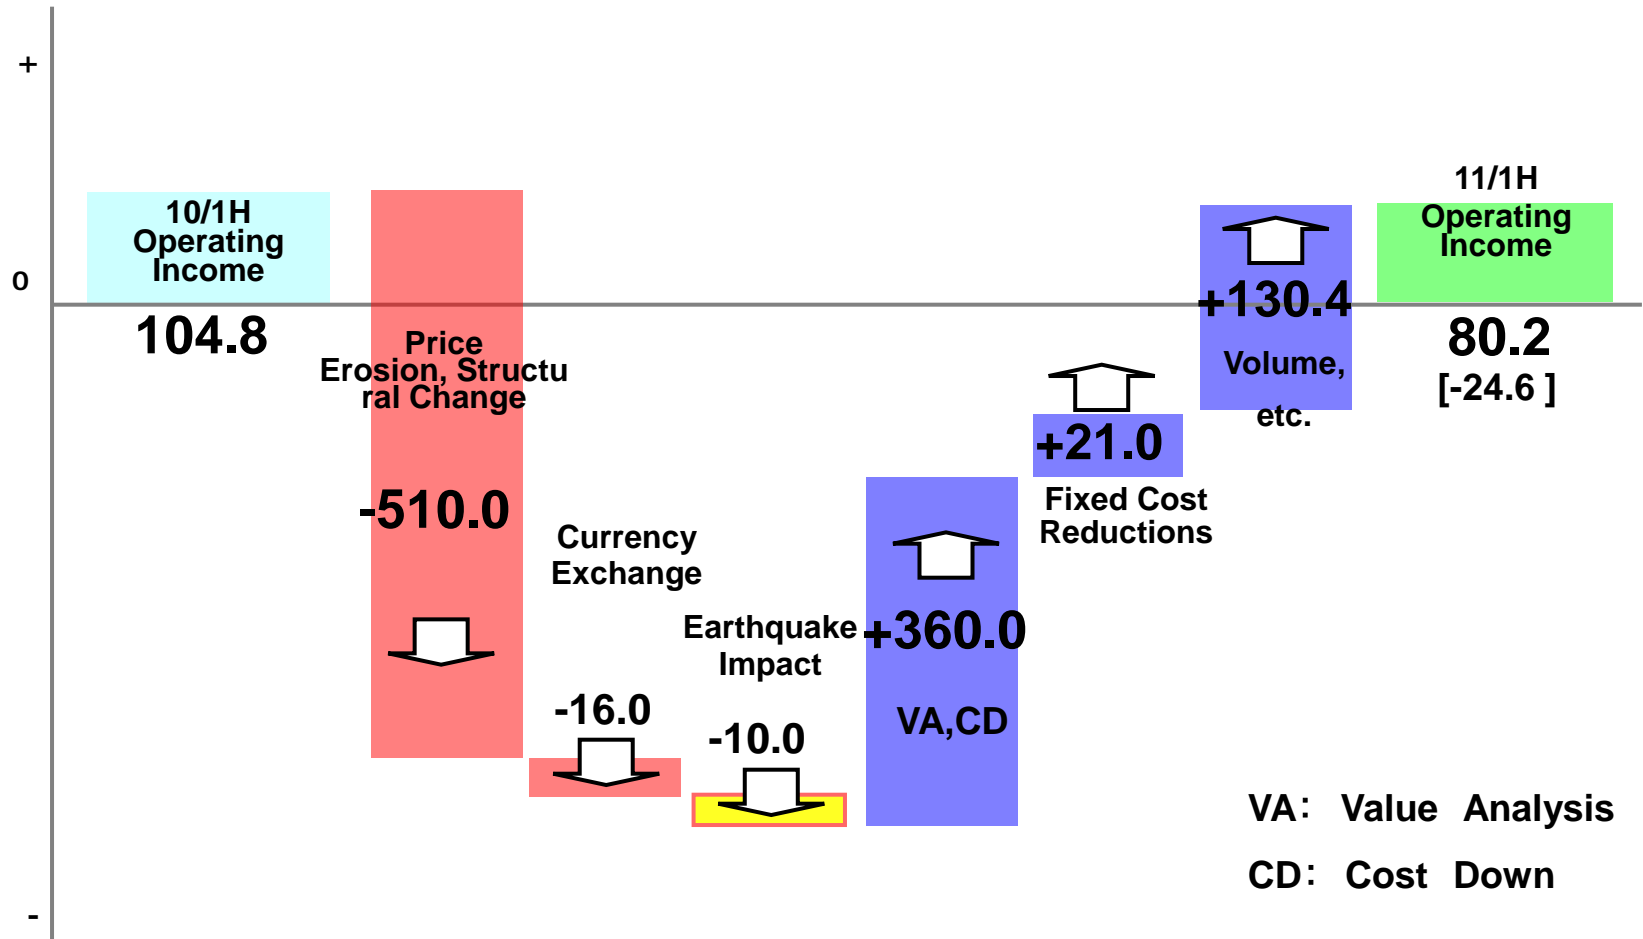 +
0
-
10/1H
Operating
Income
104.8
Price
Erosion, Structu
ral Change
-510.0
Currency
Exchange
-16.0
Earthquake
Impact
-10.0
+360.0
VA,CD
+21.0
Fixed Cost
Reductions
+130.4
Volume,
etc.
11/1H
Operating
Income
80.2
[-24.6 ]
VA: Value Analysis
CD: Cost Down